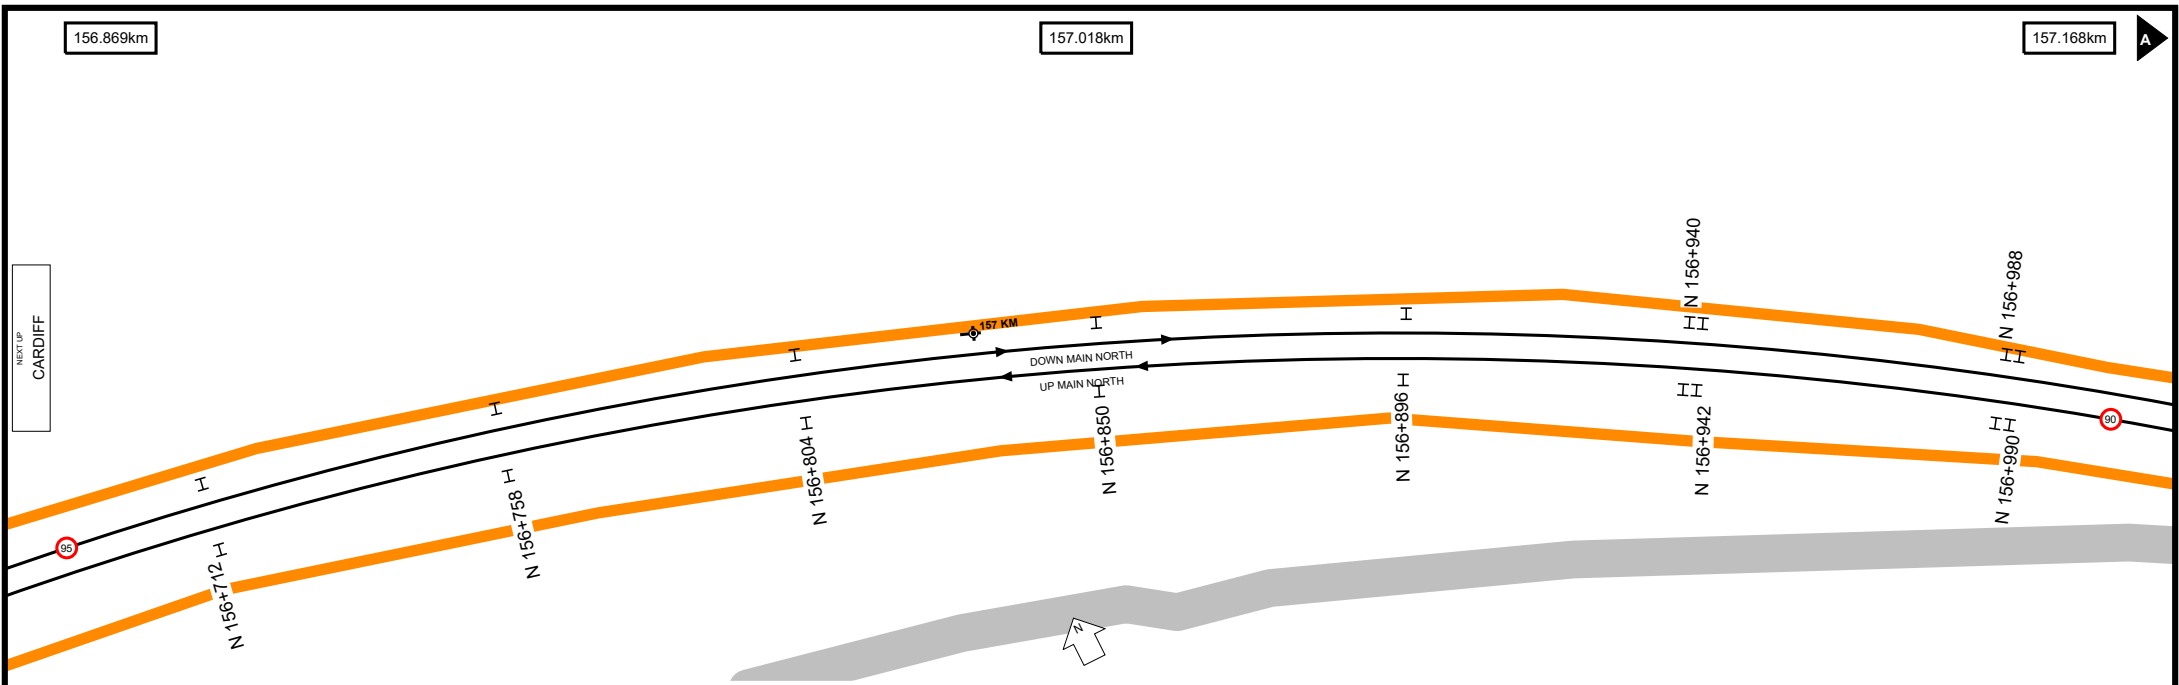 156.869km
157.018km
157.168km
A
N 156+940
N 156+988
NEXT UP
CARDIFF
157 KM
DOWN MAIN NORTH
UP MAIN NORTH
95
90
N 156+712
N 156+758
N 156+804
N 156+850
N 156+896
N 156+942
N 156+990
N